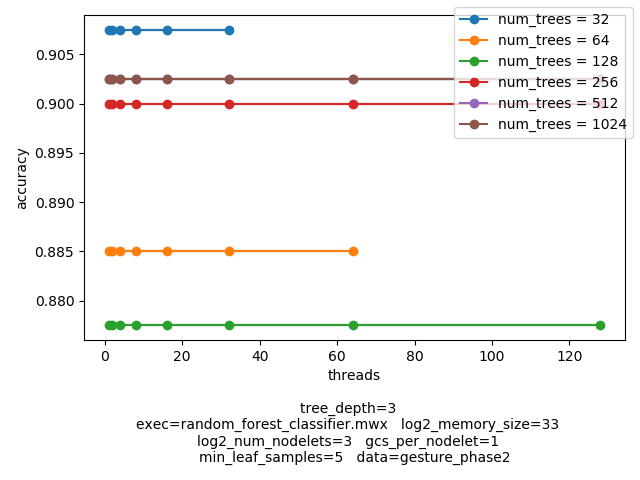 num_trees = 32
num_trees = 64
num_trees = 128
num_trees = 256
num_trees = 512
num_trees = 1024
accuracy
0.905
0.900
0.895
0.890
0.885
0.880
0 20 40 60 80 100 120
threads
tree_depth=3
exec=random_forest_classifier.mwx log2_memory_size=33
log2_num_nodelets=3 gcs_per_nodelet=1
min_leaf_samples=5 data=gesture_phase2